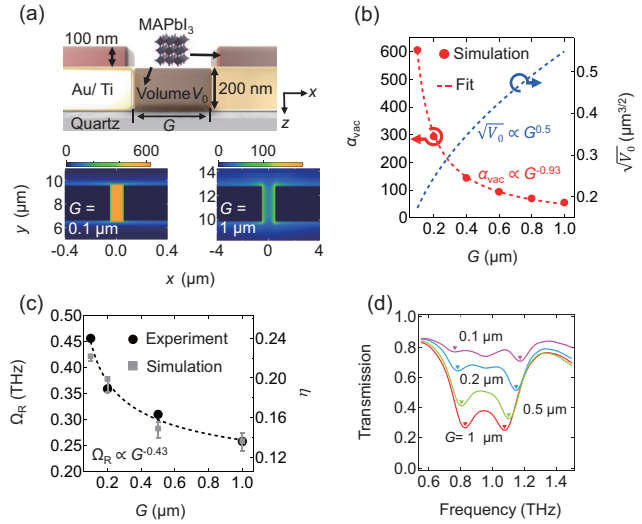 (a)
MAPbI3
100 nm
Au/ Ti
Volume V0
200 nm
Quartz
G
x
z
0 600
0 100
y (μm)
10
8
6
4
G =
0.1 μm
-0.4 0.0 0.4
14
12
10
G =
1 μm
-4 0 4
x (μm)
(b)
αvac
600
500
400
300
200
100
0
Simulation
Fit
√V0 ∝ G0.5
αvac ∝ G-0.93
0.5
0.4
0.3
0.2
√V0 (μm3/2)
0.2 0.4 0.6 0.8 1.0
G (μm)
(c)
ΩR (THz)
0.50
0.45
0.40
0.35
0.30
0.25
0.20
Experiment
Simulation
ΩR ∝ G-0.43
0.24
0.20
0.16
0.12
η
0.2 0.4 0.6 0.8 1.0
G (μm)
(d)
Transmission
1.0
0.8
0.6
0.4
0.2
0.0
0.1 μm
0.2 μm
0.5 μm
G= 1 μm
0.6 0.8 1.0 1.2 1.4
Frequency (THz)